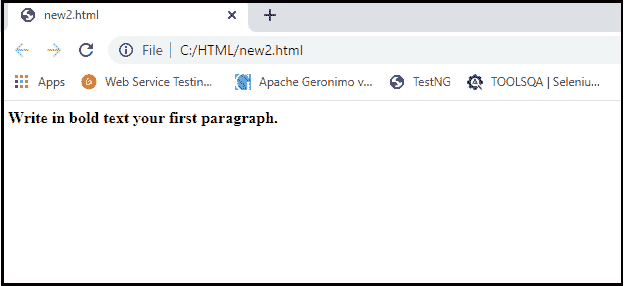 new2.html
File | C:/HTML/new2.html
Apps Web Service Testin... Apache Geronimo v... TestNG TOOLSQA | Seleniu...
Write in bold text your first paragraph.